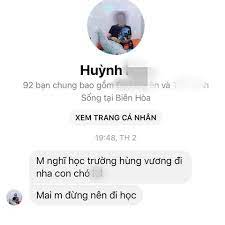 Huỳnh
92 bạn chung bao gồm và
Sống tại Biên Hòa
XEM TRANG CÁ NHÂN
19:48, TH 2
M nghĩ học trường hùng vương đi
nha con chó
Mai m đừng nên đi học